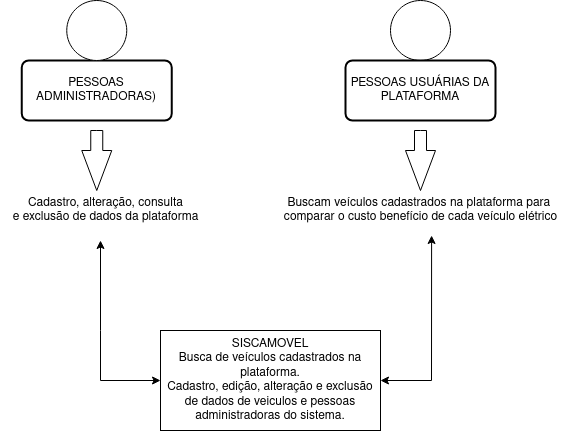 PESSOAS
ADMINISTRADORAS)
PESSOAS USUÁRIAS DA
PLATAFORMA
Cadastro, alteração, consulta
e exclusão de dados da plataforma
Buscam veículos cadastrados na plataforma para
comparar o custo benefício de cada veículo elétrico
SISCAMOVEL
Busca de veículos cadastrados na
plataforma.
Cadastro, edição, alteração e exclusão
de dados de veiculos e pessoas
administradoras do sistema.